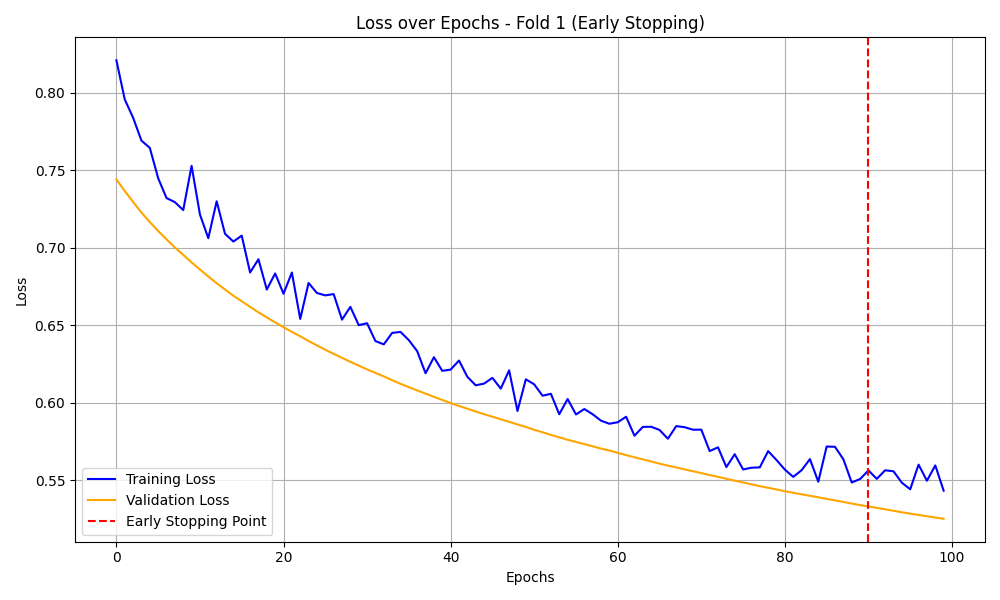 Loss over Epochs - Fold 1 (Early Stopping)
Loss
0.80
0.75
0.70
0.65
0.60
0.55
Training Loss
Validation Loss
Early Stopping Point
0 20 40 60 80 100
Epochs